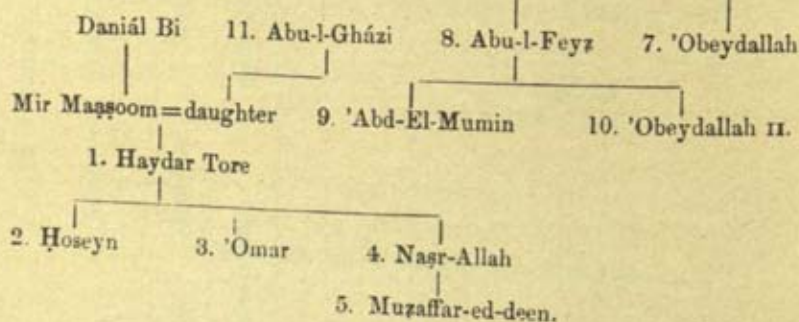 Daniál Bi 11. Abu-l-Gházi 8. Abu-l-Feyẓ 7. 'Obeydallah
Mir Maṣṣoom=daughter 9. 'Abd-El-Mumin 10. 'Obeydallah II.
1. Haydar Tore
2. Ḥoseyn 3. 'Omar 4. Naṣr-Allah
5. Muẓaffar-ed-deen.